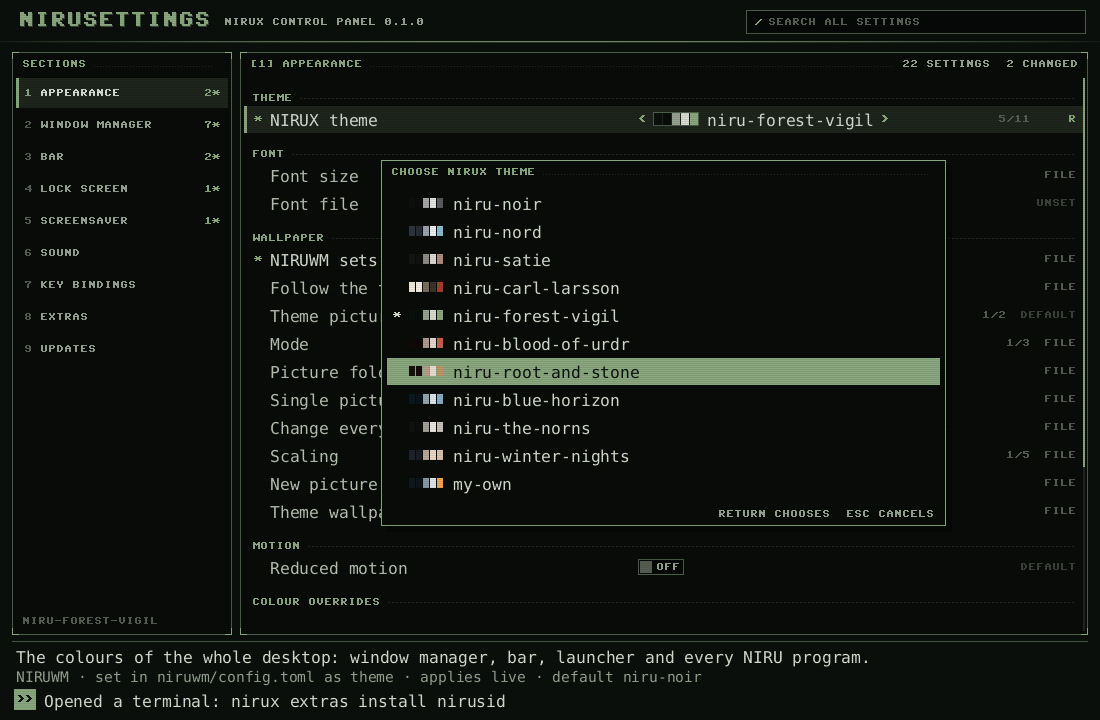 NIRUSETTINGS NIRUX CONTROL PANEL 0.1.0 / SEARCH ALL SETTINGS
SECTIONS
1 APPEARANCE 2*
2 WINDOW MANAGER 7*
3 BAR 2*
4 LOCK SCREEN 1*
5 SCREENSAVER 1*
6 SOUND
7 KEY BINDINGS
8 EXTRAS
9 UPDATES
NIRU-FOREST-VIGIL
[1] APPEARANCE 22 SETTINGS 2 CHANGED
THEME
* NIRUX theme < niru-forest-vigil > 5/11 R
FONT
Font size FILE
Font file UNSET
WALLPAPER
* NIRUWM sets FILE
Follow the FILE
Theme pictu 1/2 DEFAULT
Mode 1/3 FILE
Picture fol FILE
Single pict FILE
Change every FILE
Scaling 1/5 FILE
New picture FILE
Theme wallp FILE
MOTION
Reduced motion OFF DEFAULT
COLOUR OVERRIDES
CHOOSE NIRUX THEME
niru-noir
niru-nord
niru-satie
niru-carl-larsson
* niru-forest-vigil
niru-blood-of-urdr
niru-root-and-stone
niru-blue-horizon
niru-the-norns
niru-winter-nights
my-own
RETURN CHOOSES ESC CANCELS
The colours of the whole desktop: window manager, bar, launcher and every NIRU program.
NIRUWM · set in niruwm/config.toml as theme · applies live · default niru-noir
>> Opened a terminal: nirux extras install nirusid